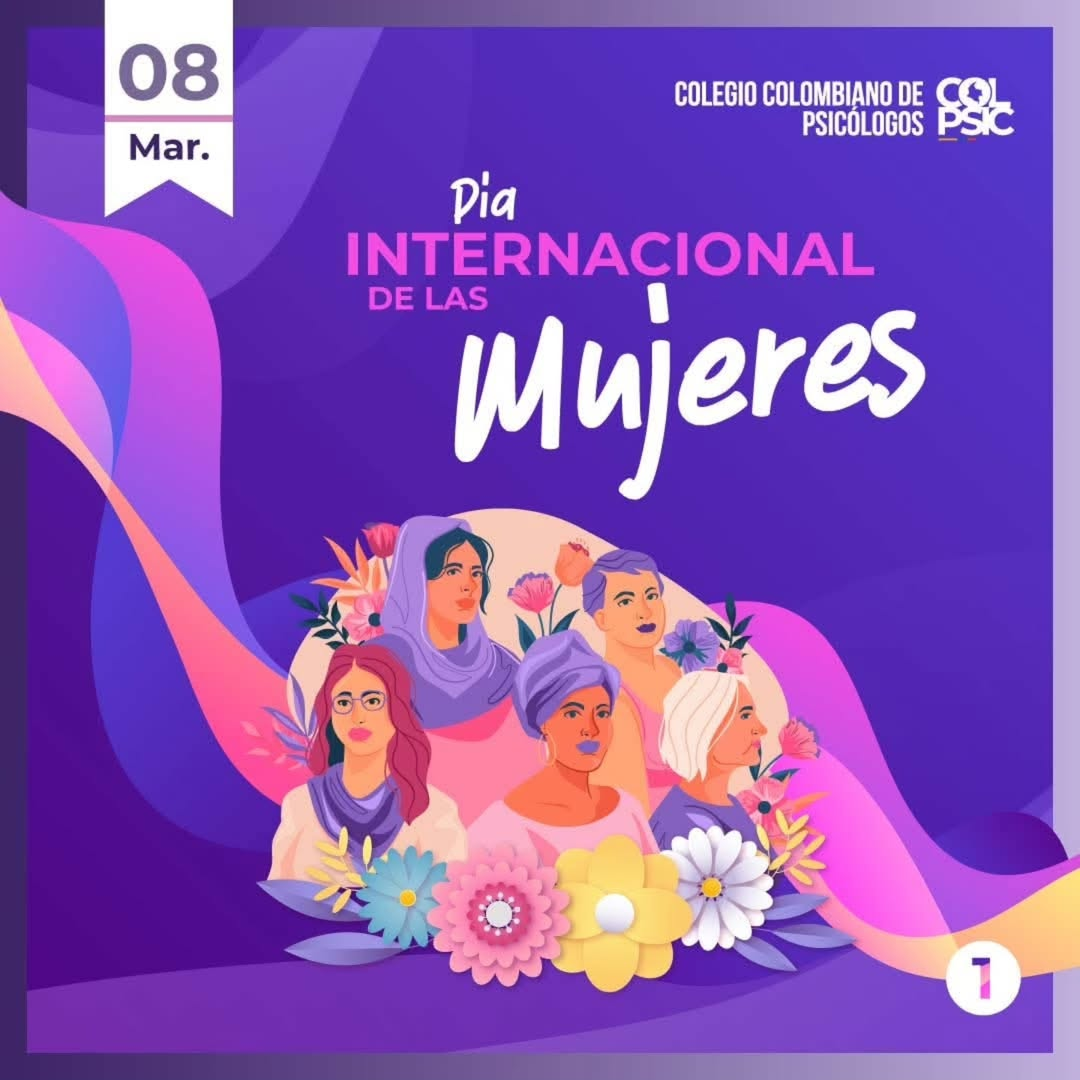 08
Mar.
COLEGIO COLOMBIANO DE
PSICÓLOGOS
COL
PSIC
Dia
INTERNACIONAL
DE LAS
Mujeres
1